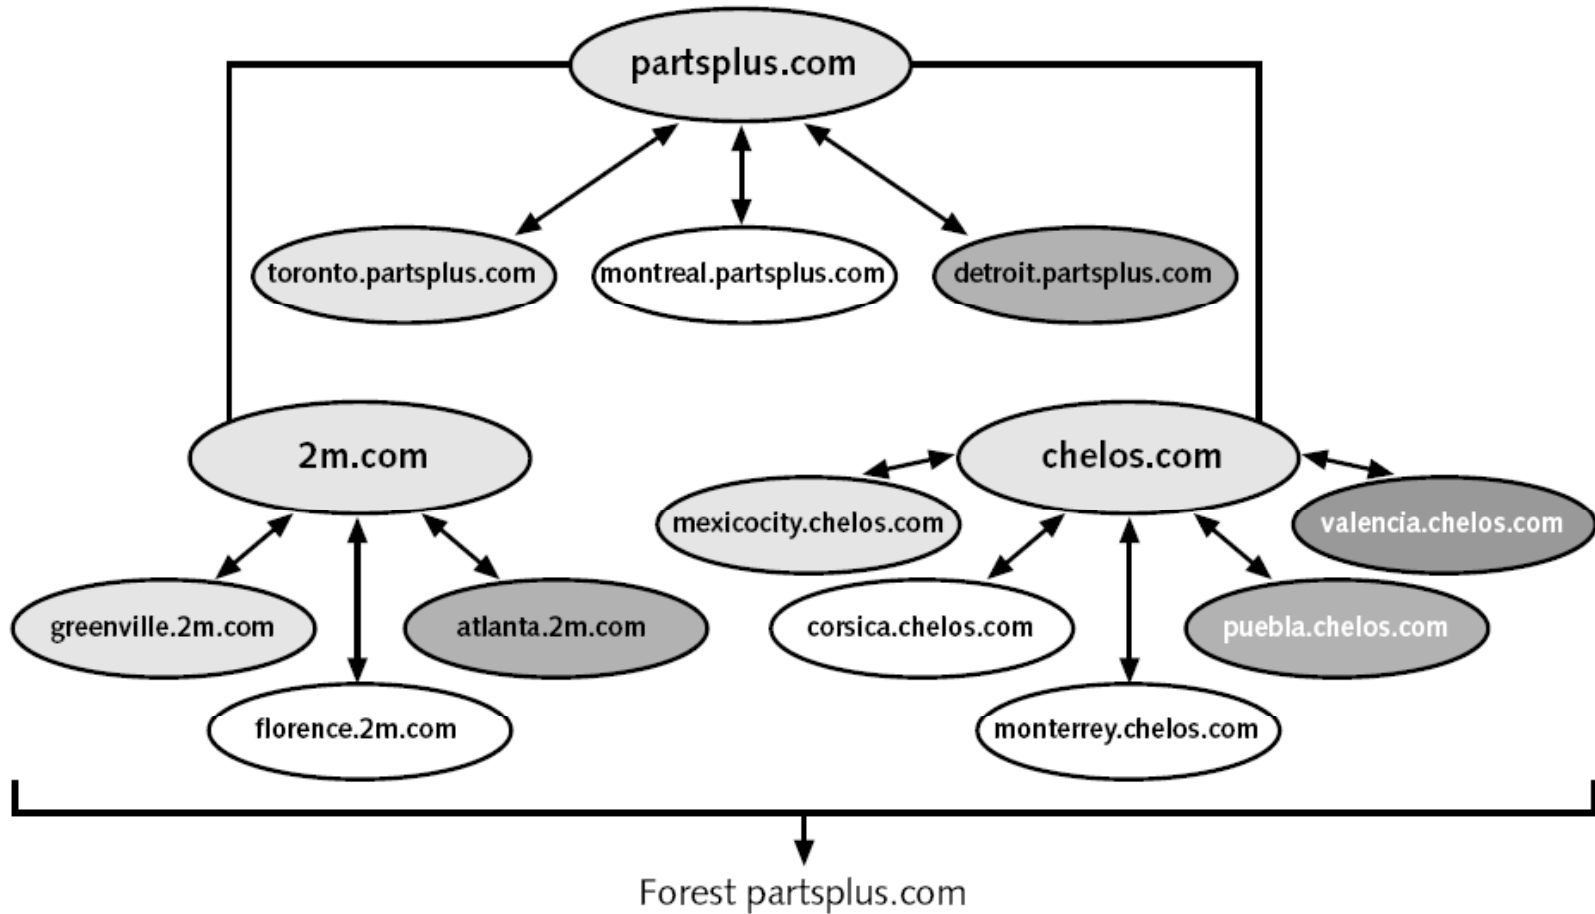 partsplus.com
toronto.partsplus.com
montreal.partsplus.com
detroit.partsplus.com
2m.com
chelos.com
mexicocity.chelos.com
valencia.chelos.com
greenville.2m.com
atlanta.2m.com
corsica.chelos.com
puebla.chelos.com
florence.2m.com
monterrey.chelos.com
Forest partsplus.com